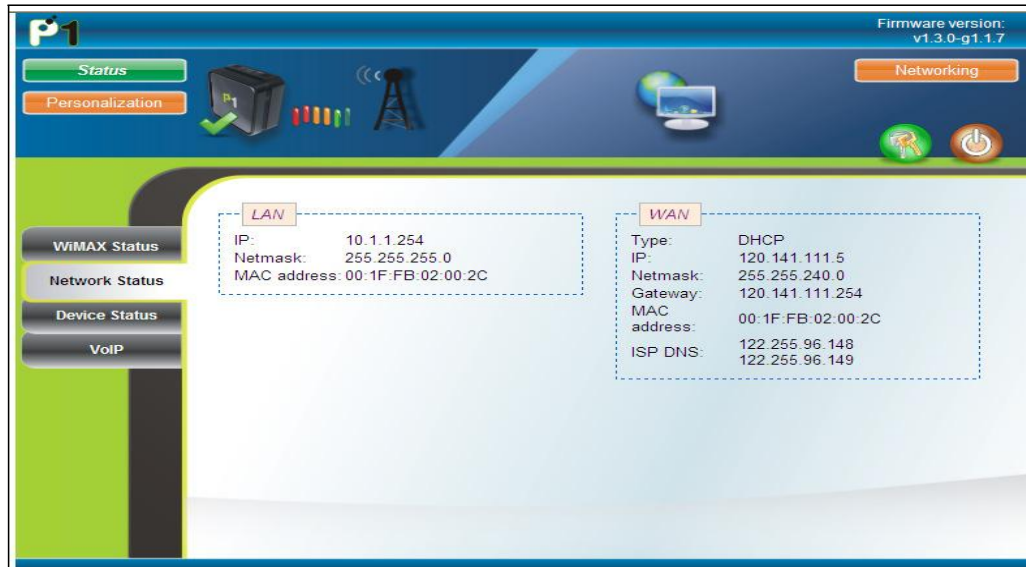 P1
Firmware version:
v1.3.0-g1.1.7
Status
Personalization
P1
Networking
LAN
IP: 10.1.1.254
Netmask: 255.255.255.0
MAC address: 00:1F:FB:02:00:2C
WAN
Type: DHCP
IP: 120.141.111.5
Netmask: 255.255.240.0
Gateway: 120.141.111.254
MAC
address: 00:1F:FB:02:00:2C
ISP DNS: 122.255.96.148
122.255.96.149
WiMAX Status
Network Status
Device Status
VoIP